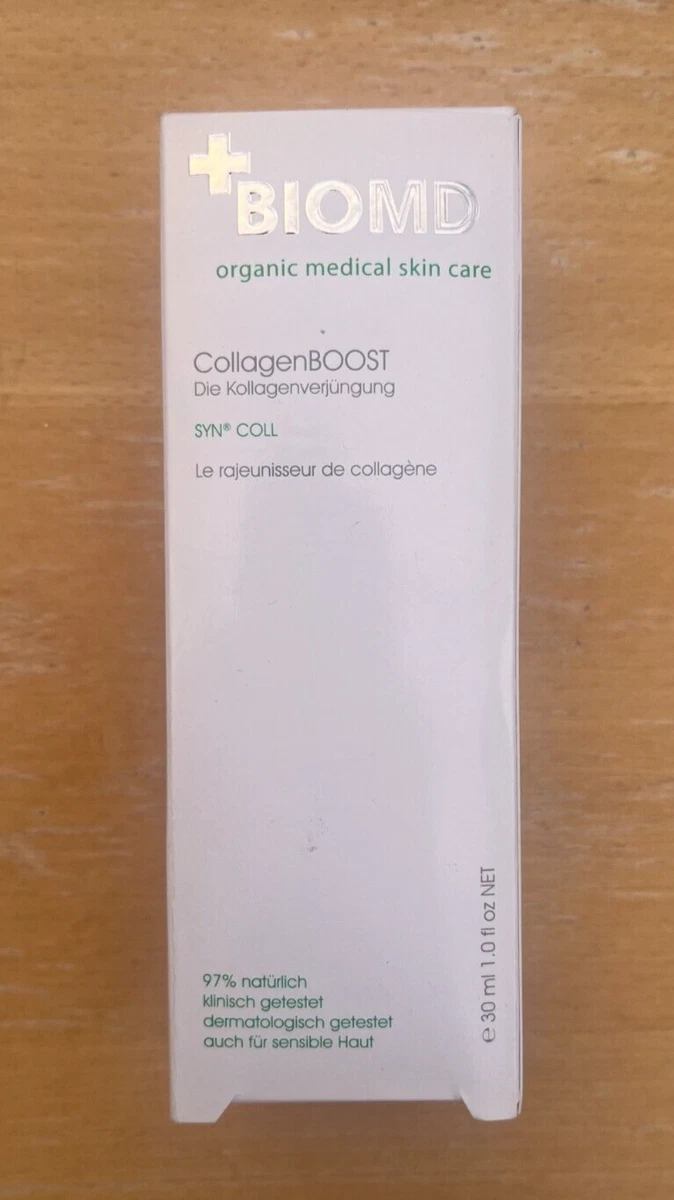 BIOMD
organic medical skin care
CollagenBOOST
Die Kollagenverjüngung
SYN® COLL
Le rajeunisseur de collagène
97% natürlich
klinisch getestet
dermatologisch getestet
auch für sensible Haut
℮ 30 ml 1.0 fl oz NET